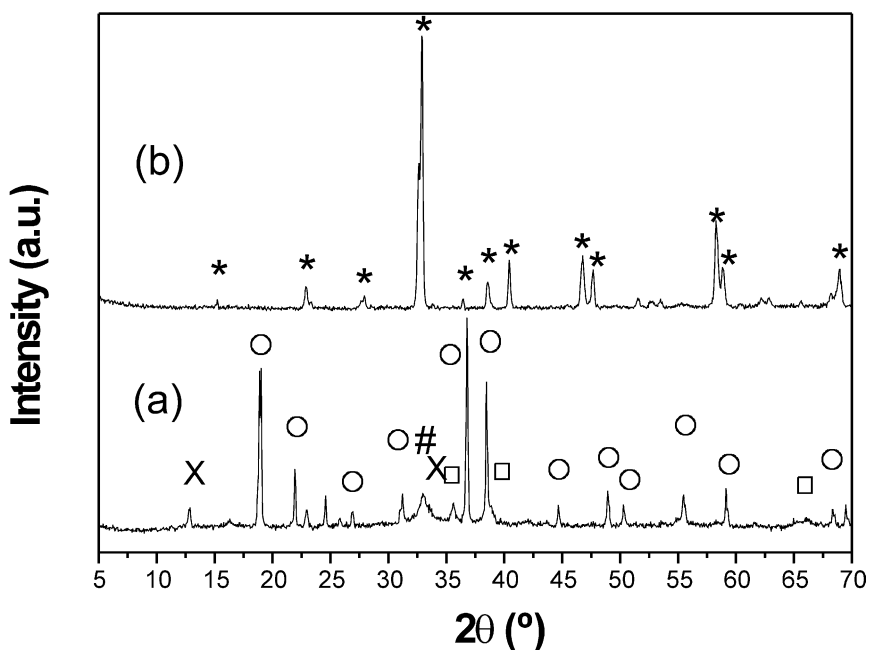 (b)
* * * * * * * * * * * * *
(a)
X # X
Intensity (a.u.)
5 10 15 20 25 30 35 40 45 50 55 60 65 70
2θ (º)